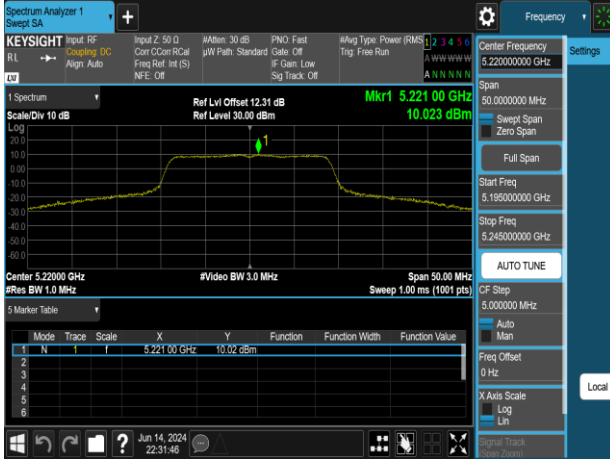 Spectrum Analyzer 1
Swept SA
Frequency
KEYSIGHT
RL
Input: RF
Coupling: DC
Align: Auto
Input Z: 50 Ω
Corr CCorr RCal
Freq Ref: Int (S)
NFE: Off
#Atten: 30 dB
µW Path: Standard
PNO: Fast
Gate: Off
IF Gain: Low
Sig Track: Off
#Avg Type: Power (RMS
Trig: Free Run
1 2 3 4 5 6
A W W W W W
A N N N N N
1 Spectrum
Scale/Div 10 dB
Ref Lvl Offset 12.31 dB
Ref Level 30.00 dBm
Mkr1 5.221 00 GHz
10.023 dBm
Log
20.0
10.0
0.00
-10.0
-20.0
-30.0
-40.0
-50.0
-60.0
1
Center 5.22000 GHz
#Res BW 1.0 MHz
#Video BW 3.0 MHz
Span 50.00 MHz
Sweep 1.00 ms (1001 pts)
5 Marker Table
Mode Trace Scale X Y Function Function Width Function Value
1 N 1 f 5.221 00 GHz 10.02 dBm
2
3
4
5
6
Jun 14, 2024
22:31:46
Center Frequency
5.220000000 GHz
Span
50.0000000 MHz
Swept Span
Zero Span
Full Span
Start Freq
5.195000000 GHz
Stop Freq
5.245000000 GHz
AUTO TUNE
CF Step
5.000000 MHz
Auto
Man
Freq Offset
0 Hz
X Axis Scale
Log
Lin
Signal Track
(Span Zoom)
Settings
Local